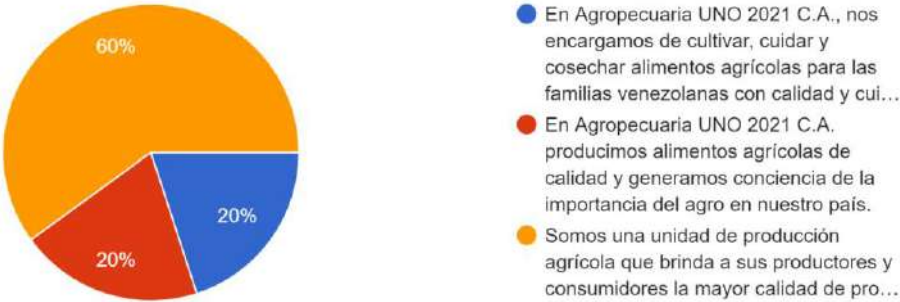 60%
20%
20%
En Agropecuaria UNO 2021 C.A., nos
encargamos de cultivar, cuidar y
cosechar alimentos agrícolas para las
familias venezolanas con calidad y cui...
En Agropecuaria UNO 2021 C.A.
producimos alimentos agrícolas de
calidad y generamos conciencia de la
importancia del agro en nuestro país.
Somos una unidad de producción
agrícola que brinda a sus productores y
consumidores la mayor calidad de pro...